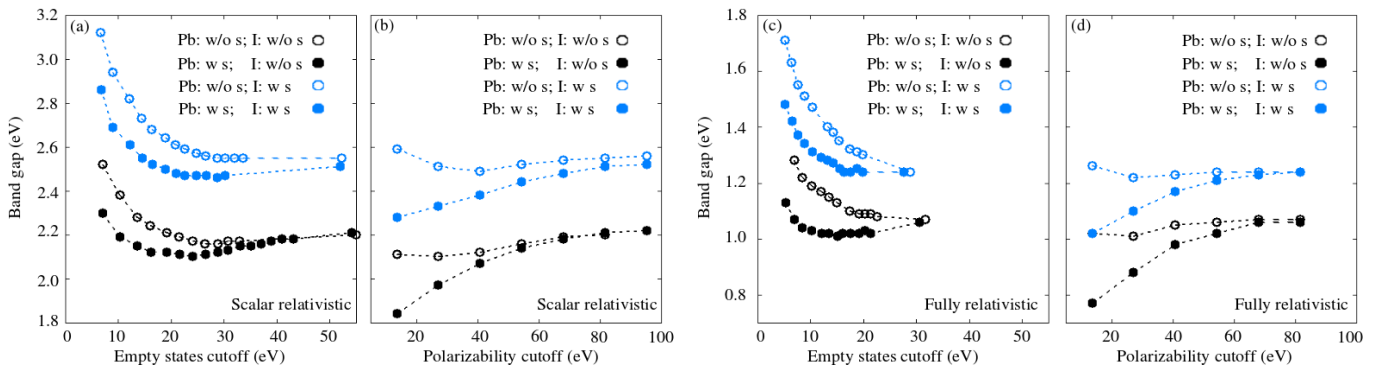 (a)
Pb: w/o s; I: w/o s
Pb: w s; I: w/o s
Pb: w/o s; I: w s
Pb: w s; I: w s
Band gap (eV)
3.2
3.0
2.8
2.6
2.4
2.2
2.0
1.8
Scalar relativistic
0 10 20 30 40 50
Empty states cutoff (eV)
(b)
Pb: w/o s; I: w/o s
Pb: w s; I: w/o s
Pb: w/o s; I: w s
Pb: w s; I: w s
Scalar relativistic
20 40 60 80 100
Polarizability cutoff (eV)
(c)
Pb: w/o s; I: w/o s
Pb: w s; I: w/o s
Pb: w/o s; I: w s
Pb: w s; I: w s
Band gap (eV)
1.8
1.6
1.4
1.2
1.0
0.8
Fully relativistic
0 10 20 30 40 50
Empty states cutoff (eV)
(d)
Pb: w/o s; I: w/o s
Pb: w s; I: w/o s
Pb: w/o s; I: w s
Pb: w s; I: w s
Fully relativistic
0 20 40 60 80 100
Polarizability cutoff (eV)